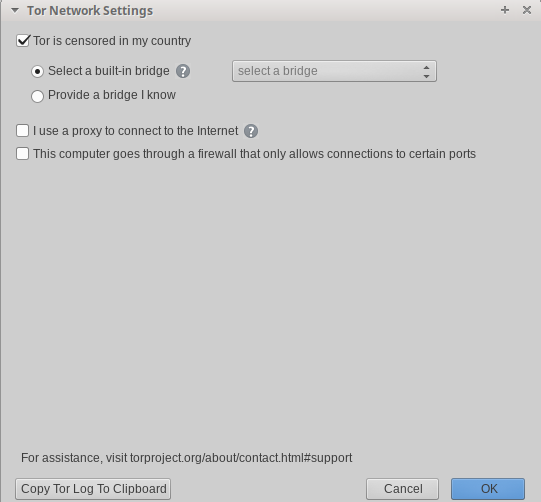 Tor Network Settings
Tor is censored in my country
Select a built-in bridge ? select a bridge
Provide a bridge I know
I use a proxy to connect to the Internet ?
This computer goes through a firewall that only allows connections to certain ports
For assistance, visit torproject.org/about/contact.html#support
Copy Tor Log To Clipboard Cancel OK